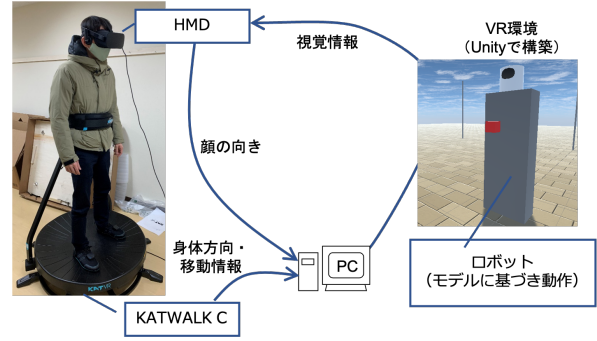 HMD
視覚情報
VR環境
（Unityで構築）
顔の向き
身体方向・
移動情報
PC
ロボット
（モデルに基づき動作）
KATWALK C
KATVR